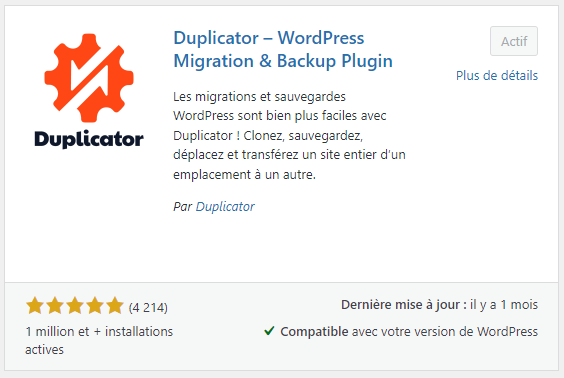 Duplicator
Duplicator – WordPress
Migration & Backup Plugin
Actif
Plus de détails
Les migrations et sauvegardes
WordPress sont bien plus faciles avec
Duplicator ! Clonez, sauvegardez,
déplacez et transférez un site entier d’un
emplacement à un autre.
Par Duplicator
(4 214)
1 million et + installations
actives
Dernière mise à jour : il y a 1 mois
Compatible avec votre version de WordPress